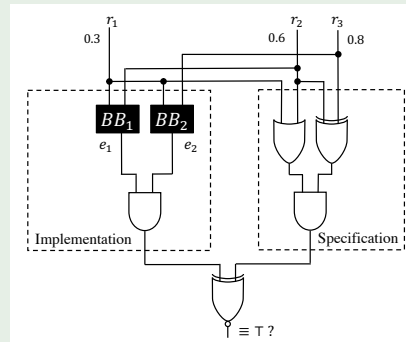 r₁ r₂ r₃
0.3 0.6 0.8
BB₁ BB₂
e₁ e₂
Implementation Specification
≡ ⊤ ?